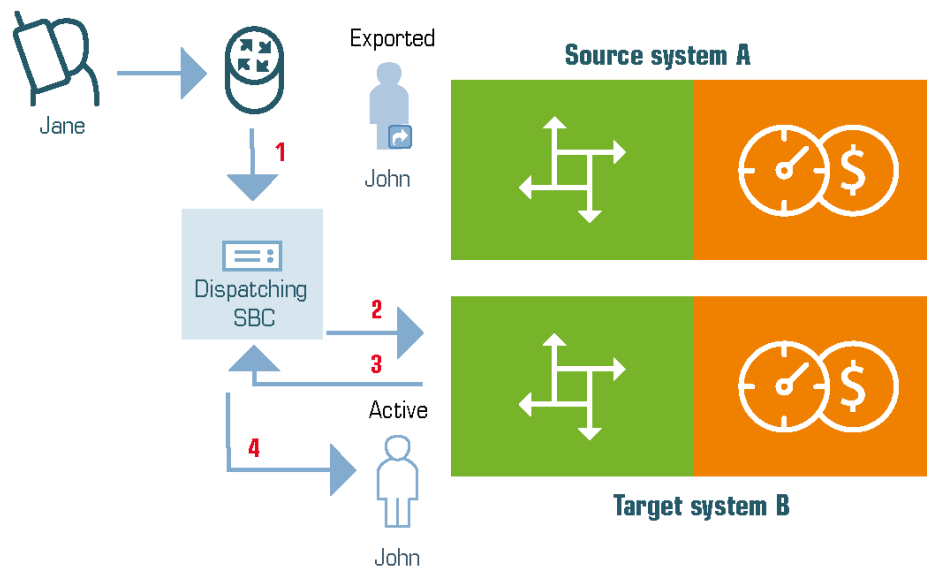 Jane
Exported
John
Source system A
1
$
Dispatching
SBC
2
3
Active
4
John
$
Target system B